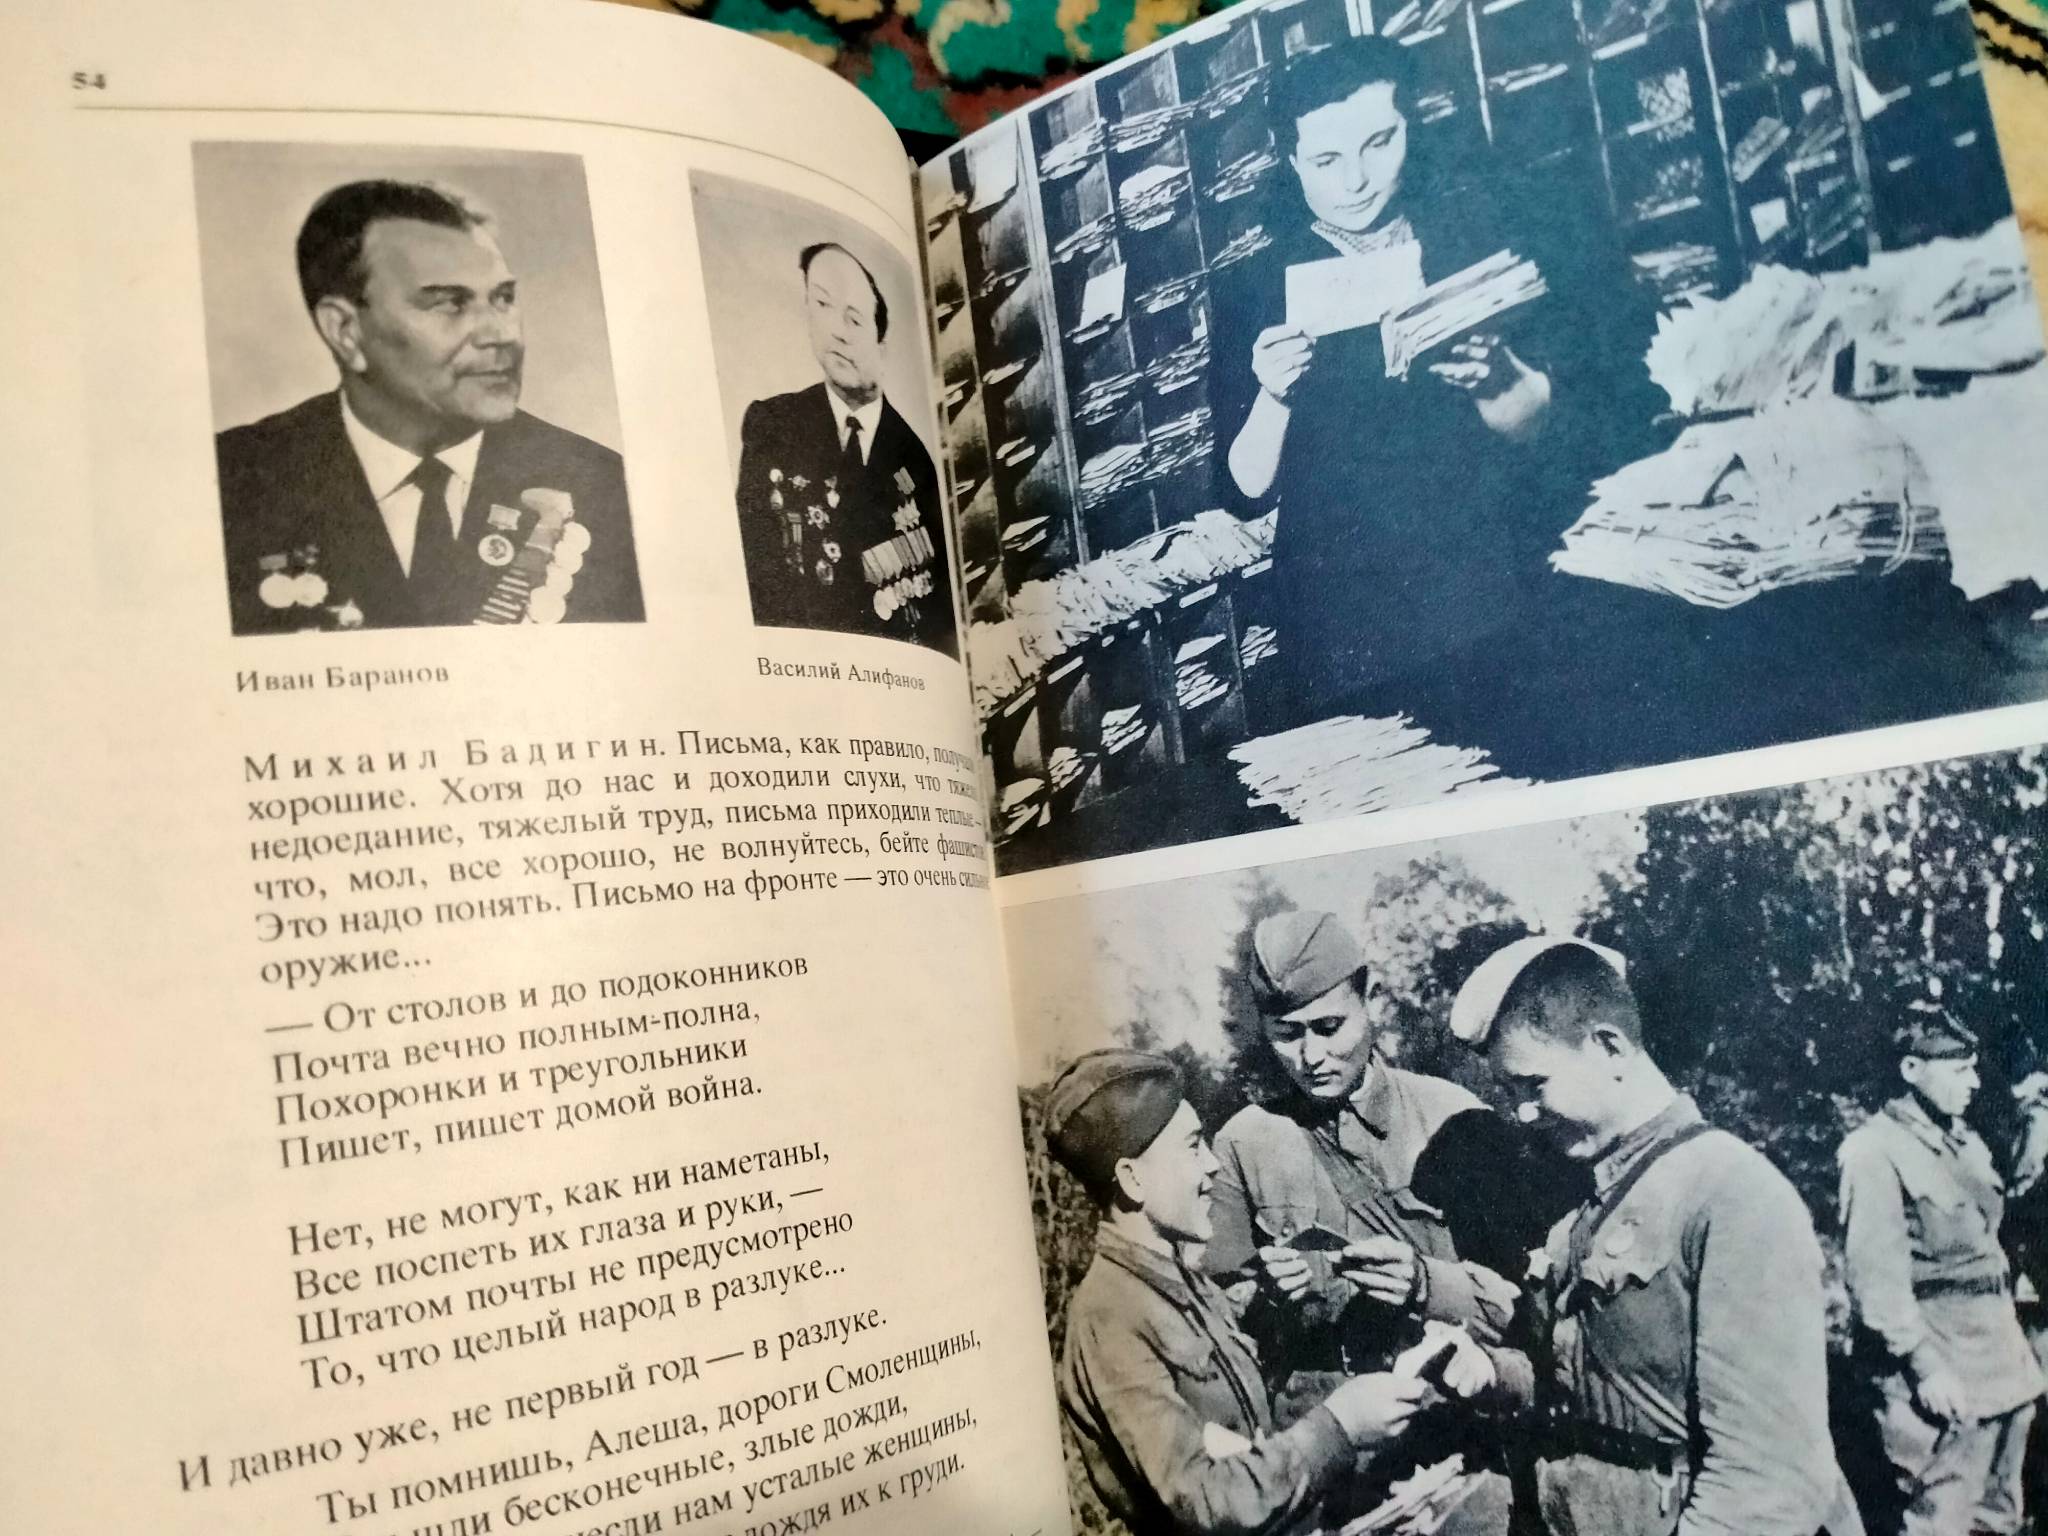 54
Иван Баранов
Василий Алифанов
Михаил Бадигин. Письма, как правило,
хорошие. Хотя до нас и доходили слухи, что
недоедание, тяжелый труд, письма приходили теплые —
что, мол, все хорошо, не волнуйтесь, бейте
Это надо понять. Письмо на фронте — это очень
оружие...
— От столов и до подоконников
Почта вечно полным-полна,
Похоронки и треугольники
Пишет, пишет домой война.
Нет, не могут, как ни наметаны,
Все поспеть их глаза и руки, —
Штатом почты не предусмотрено
То, что целый народ в разлуке...
И давно уже, не первый год — в разлуке.
Ты помнишь, Алеша, дороги Смоленщины,
шли бесконечные, злые дожди,
нам усталые женщины,
дождя их к груди.